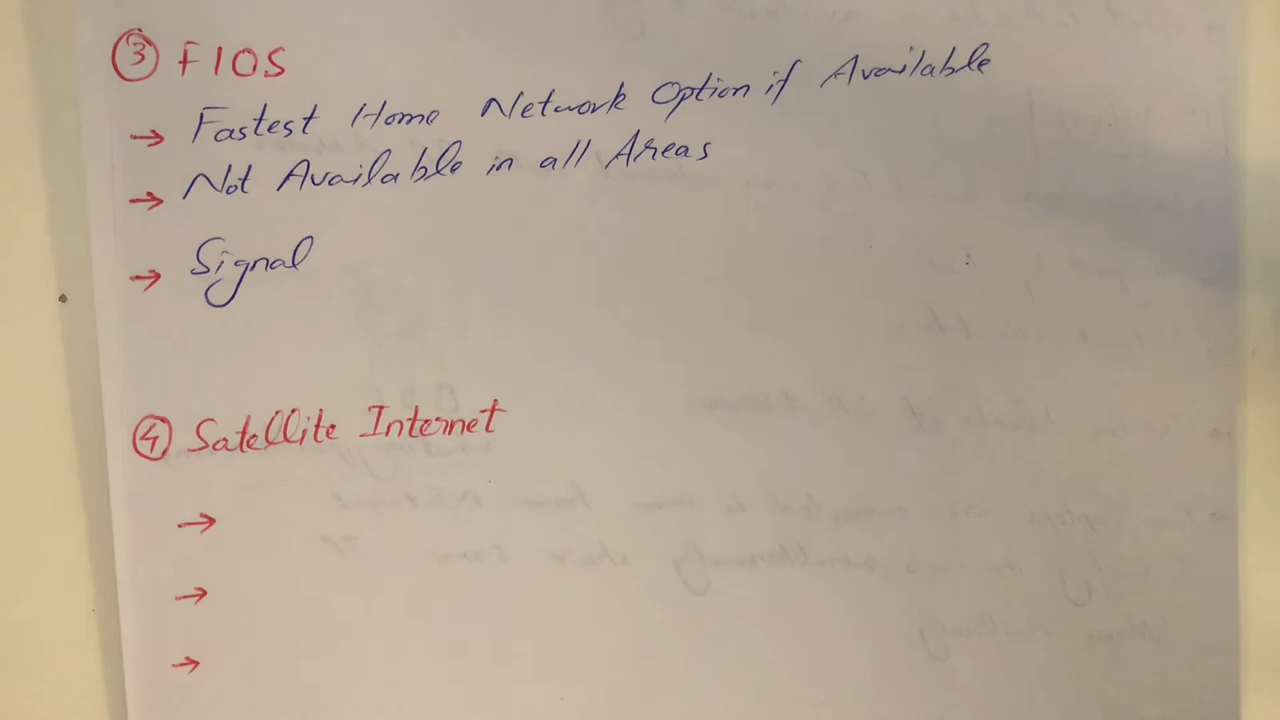 ③ FIOS
→ Fastest Home Network Option if Available
→ Not Available in all Areas
→ Signal
④ Satellite Internet
→
→
→